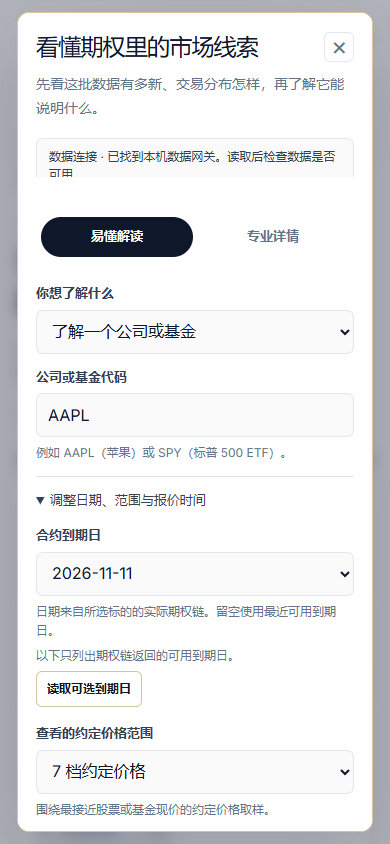 看懂期权里的市场线索
先看这批数据有多新、交易分布怎样，再了解它能
说明什么。
数据连接 · 已找到本机数据网关。读取后检查数据是否
可用
易懂解读
专业详情
你想了解什么
了解一个公司或基金
公司或基金代码
AAPL
例如 AAPL（苹果）或 SPY（标普 500 ETF）。
▼ 调整日期、范围与报价时间
合约到期日
2026-11-11
日期来自所选标的的实际期权链。留空使用最近可用到期
日。
以下只列出期权链返回的可用到期日。
读取可选到期日
查看的约定价格范围
7 档约定价格
围绕最接近股票或基金现价的约定价格取样。